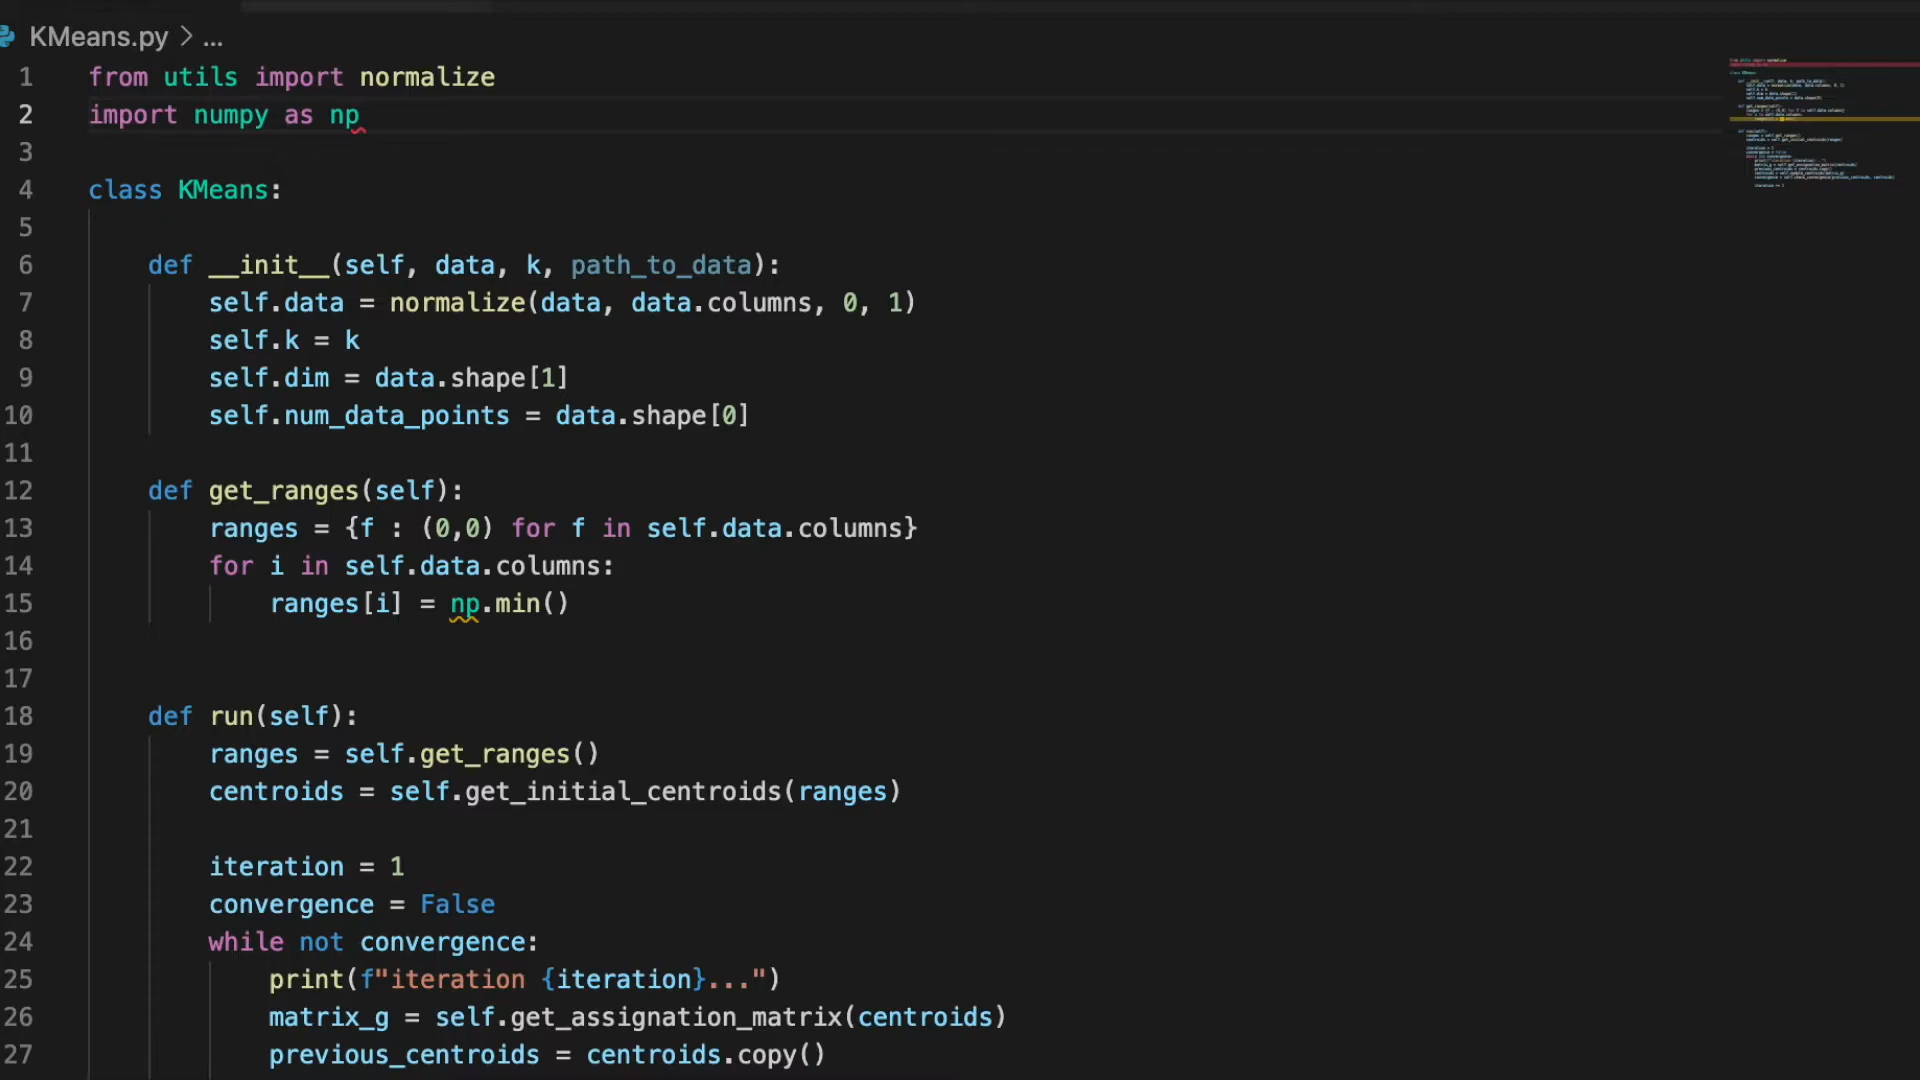 KMeans.py > ...
1 from utils import normalize
2 import numpy as np
3
4 class KMeans:
5
6 def __init__(self, data, k, path_to_data):
7 self.data = normalize(data, data.columns, 0, 1)
8 self.k = k
9 self.dim = data.shape[1]
10 self.num_data_points = data.shape[0]
11
12 def get_ranges(self):
13 ranges = {f : (0,0) for f in self.data.columns}
14 for i in self.data.columns:
15 ranges[i] = np.min()
16
17
18 def run(self):
19 ranges = self.get_ranges()
20 centroids = self.get_initial_centroids(ranges)
21
22 iteration = 1
23 convergence = False
24 while not convergence:
25 print(f"iteration {iteration}...")
26 matrix_g = self.get_assignation_matrix(centroids)
27 previous_centroids = centroids.copy()